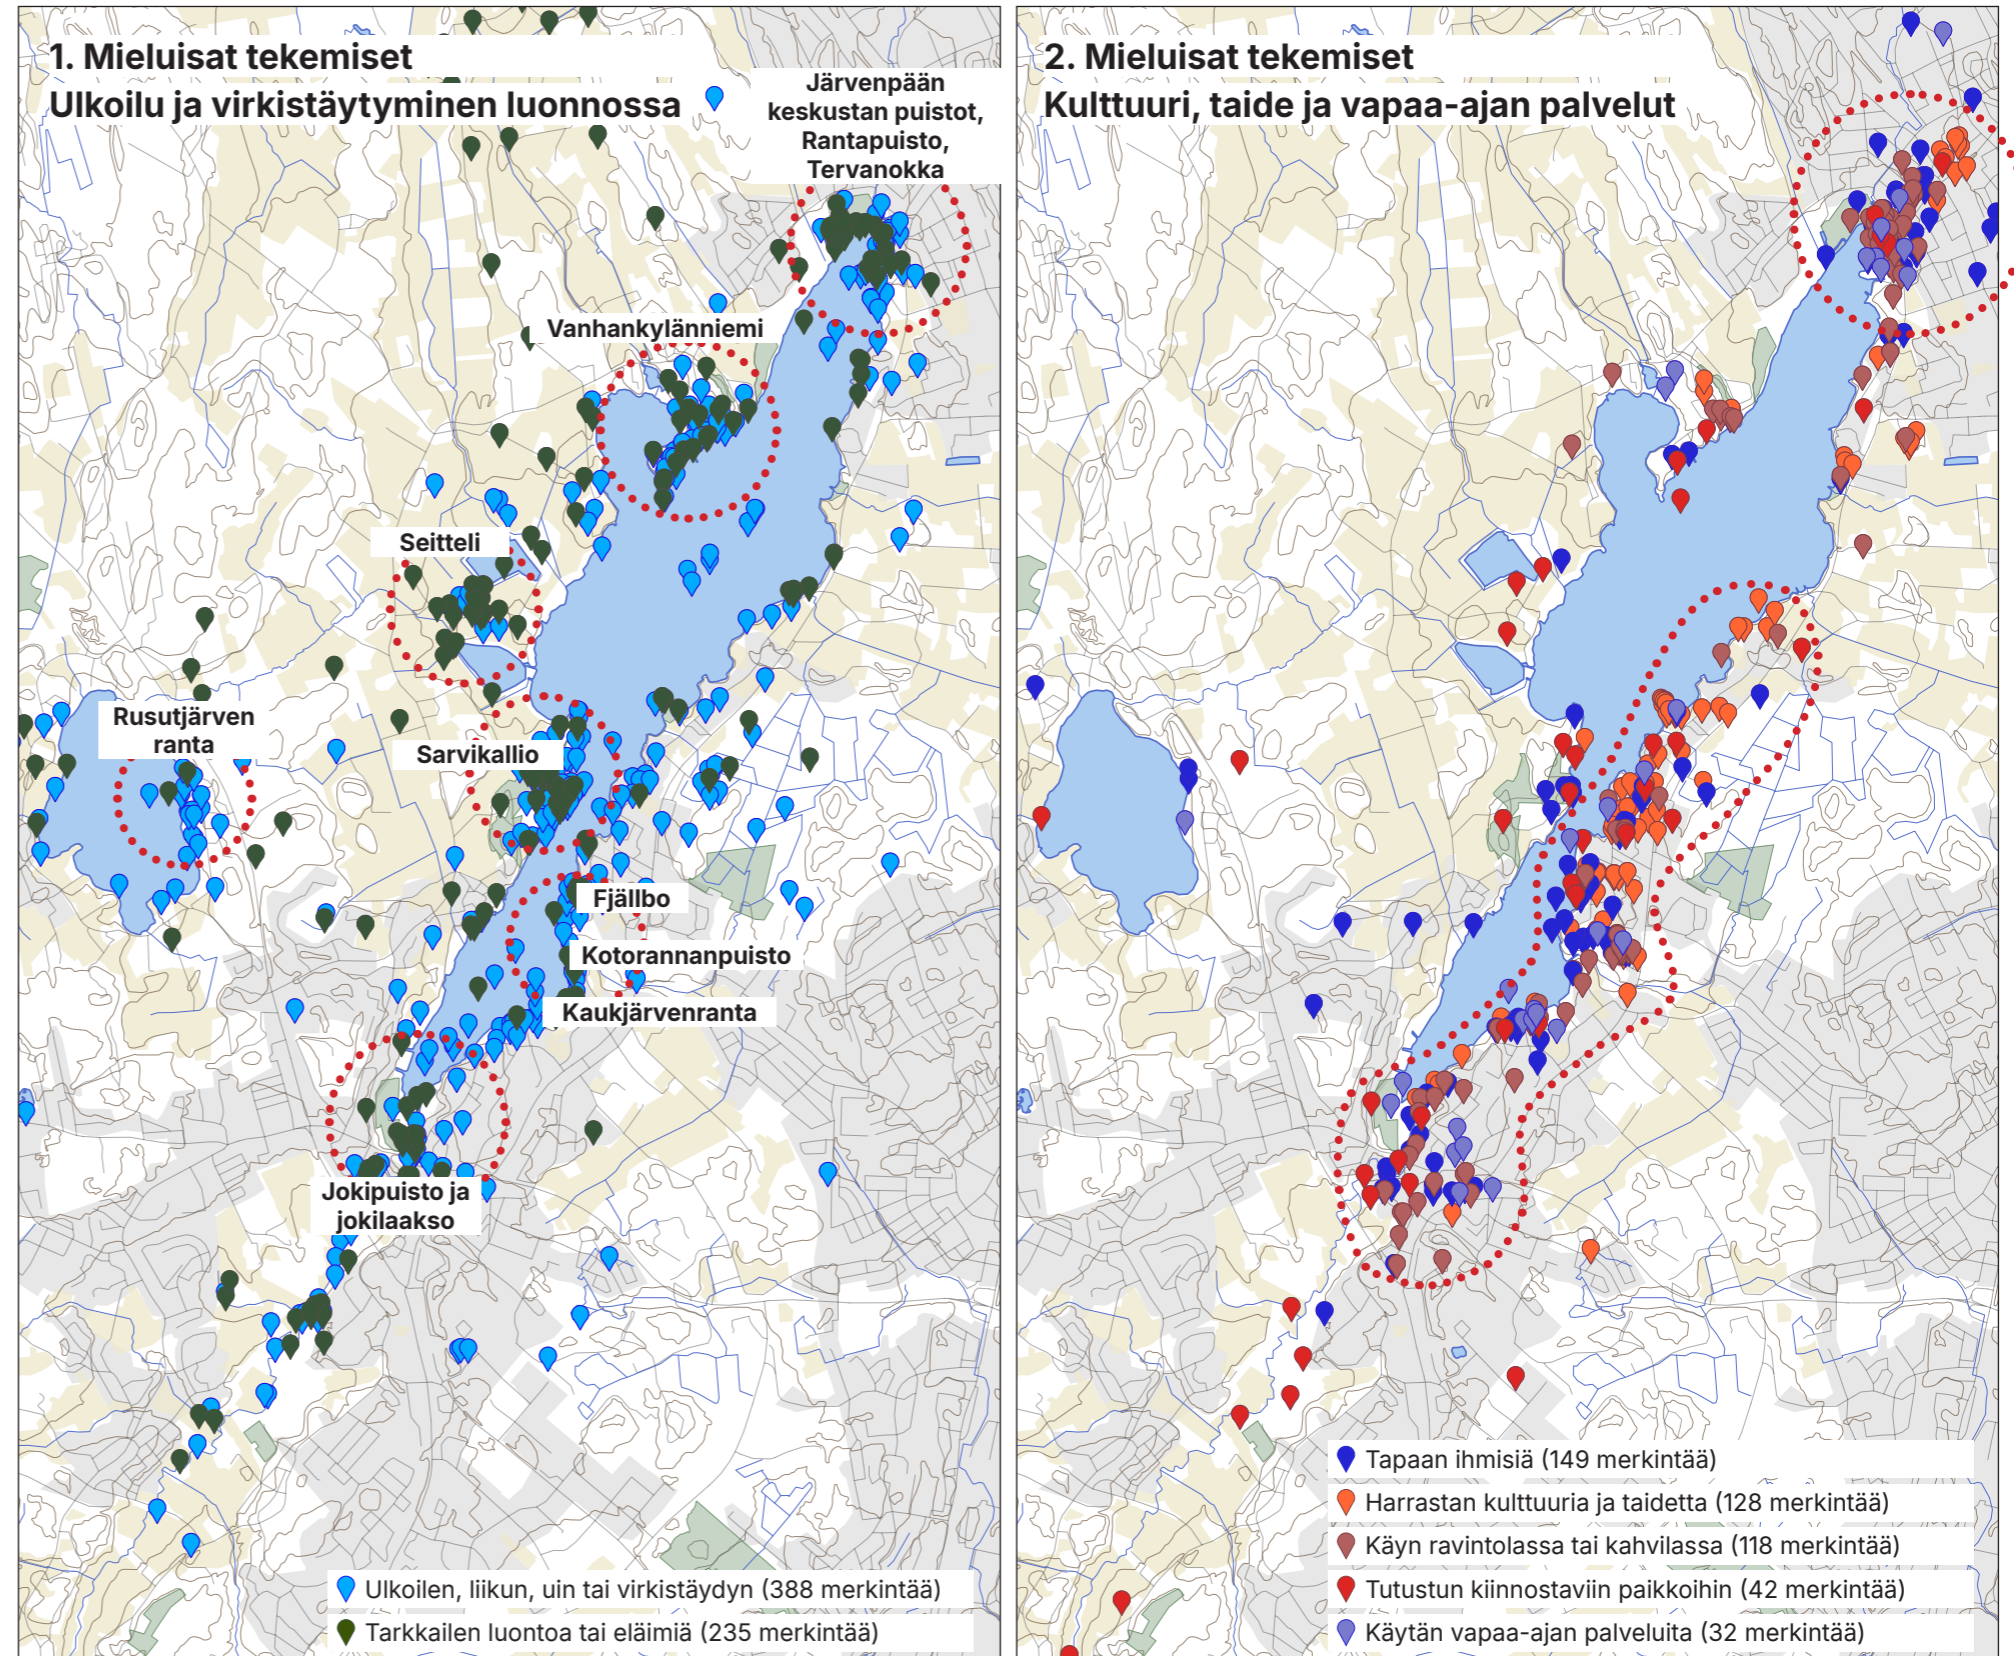 1. Mieluisat tekemiset
Ulkoilu ja virkistäytyminen luonnossa
Järvenpään
keskustan puistot,
Rantapuisto,
Tervanokka
Vanhankylänniemi
Seitteli
Rusutjärven
ranta
Sarvikallio
Fjällbo
Kotorannanpuisto
Kaukjärvenranta
Jokipuisto ja
jokilaakso
Ulkoilen, liikun, uin tai virkistäydyn (388 merkintää)
Tarkkailen luontoa tai eläimiä (235 merkintää)
2. Mieluisat tekemiset
Kulttuuri, taide ja vapaa-ajan palvelut
Tapaan ihmisiä (149 merkintää)
Harrastan kulttuuria ja taidetta (128 merkintää)
Käyn ravintolassa tai kahvilassa (118 merkintää)
Tutustun kiinnostaviin paikkoihin (42 merkintää)
Käytän vapaa-ajan palveluita (32 merkintää)